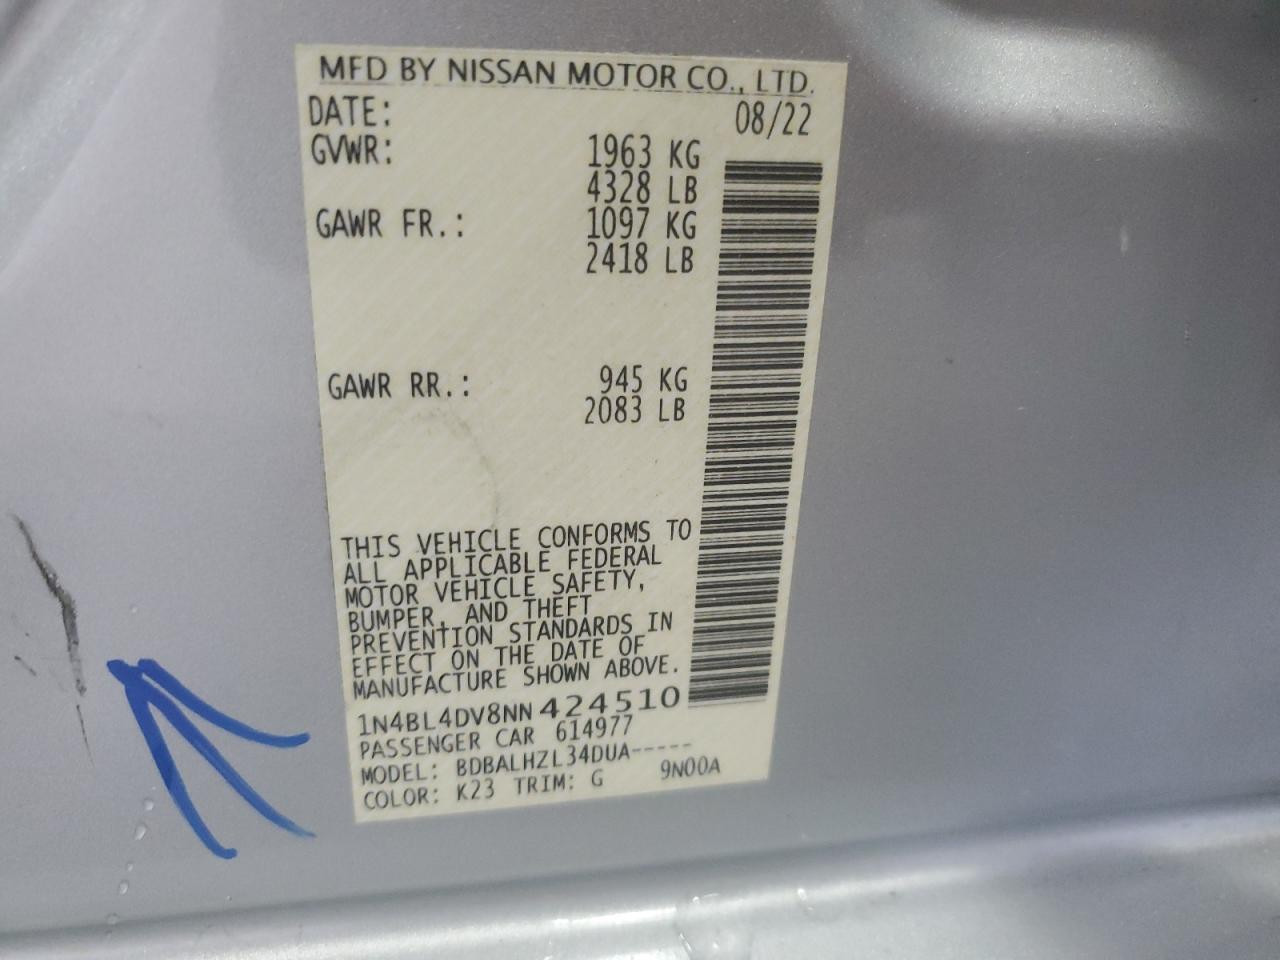 MFD BY NISSAN MOTOR CO., LTD.
DATE: 08/22
GVWR: 1963 KG
4328 LB
GAWR FR.: 1097 KG
2418 LB
GAWR RR.: 945 KG
2083 LB
THIS VEHICLE CONFORMS TO
ALL APPLICABLE FEDERAL
MOTOR VEHICLE SAFETY,
BUMPER, AND THEFT
PREVENTION STANDARDS IN
EFFECT ON THE DATE OF
MANUFACTURE SHOWN ABOVE.
1N4BL4DV8NN424510
PASSENGER CAR 614977
MODEL: BDBALHZL34DUA-----
COLOR: K23 TRIM: G 9N00A